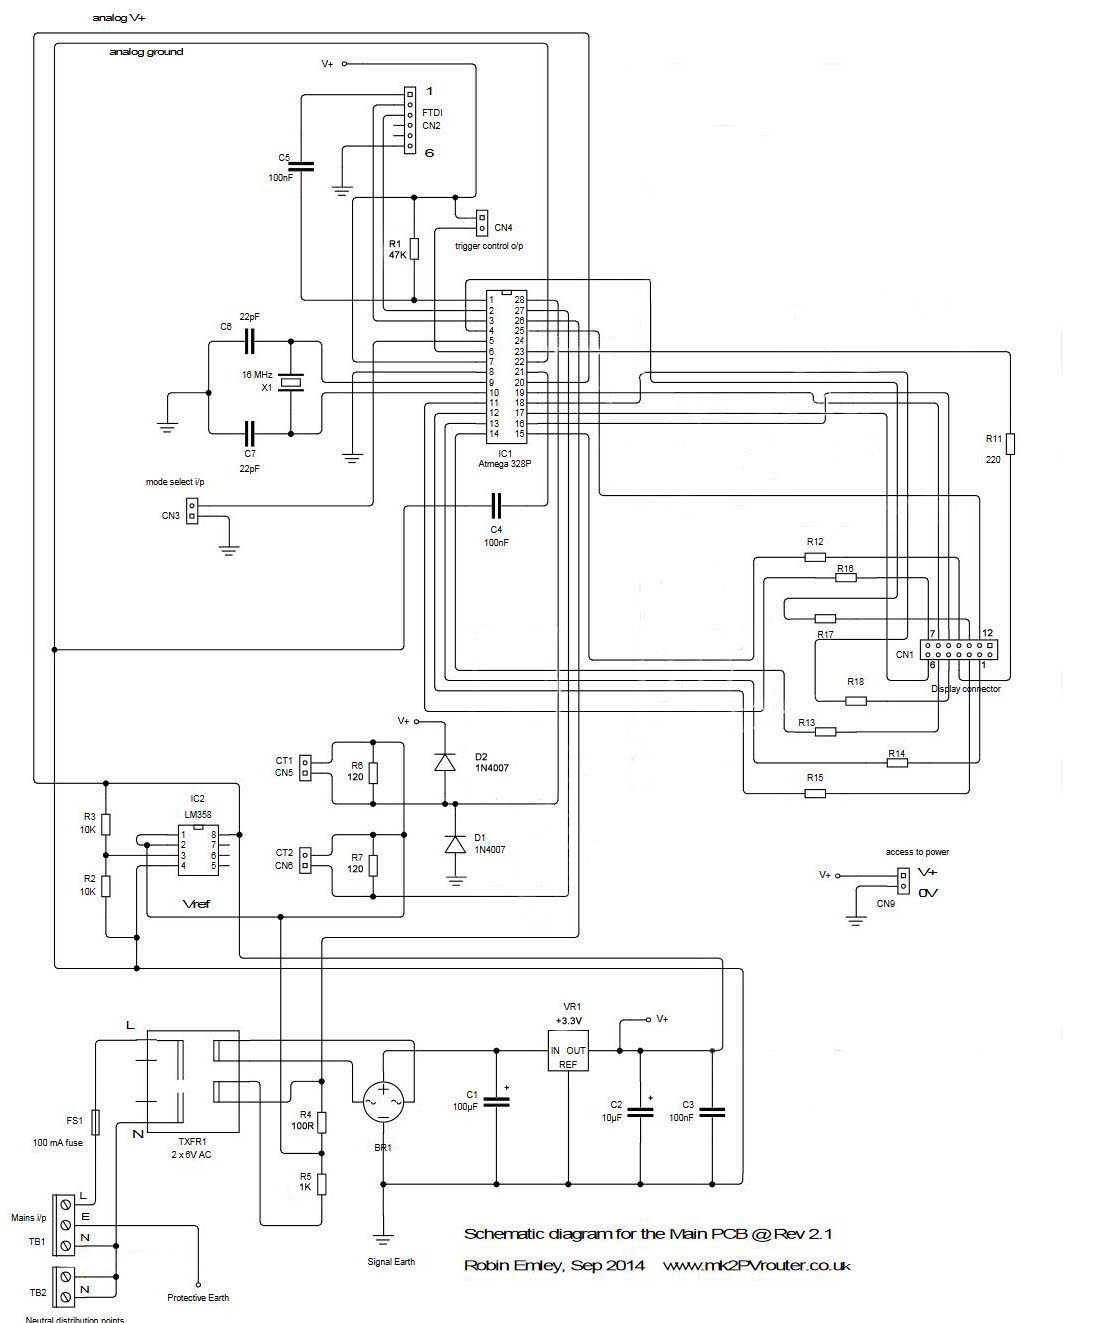 analog V+
analog ground
V+
1
FTDI
CN2
6
C5
100nF
CN4
trigger control o/p
R1
47K
22pF
C6
16 MHz
X1
C7
22pF
1 28
2 27
3 26
4 25
5 24
6 23
7 22
8 21
9 20
10 19
11 18
12 17
13 16
14 15
IC1
Atmega 328P
R11
220
mode select i/p
CN3
C4
100nF
R12
R16
R17
7 12
CN1
6 1
Display connector
R18
R13
R14
R15
V+
CT1
CN5
R6
120
D2
1N4007
IC2
LM358
R3
10K
1 8
2 7
3 6
4 5
R2
10K
Vref
CT2
CN6
R7
120
D1
1N4007
access to power
V+
V+
0V
CN9
L
N
TXFR1
2 x 6V AC
FS1
100 mA fuse
R4
100R
R5
1K
BR1
VR1
+3.3V
IN OUT
REF
V+
C1
100µF
+
C2
10µF
+
C3
100nF
Mains i/p
L
E
N
TB1
TB2
N
Protective Earth
Neutral distribution points
Signal Earth
Schematic diagram for the Main PCB @ Rev 2.1
Robin Emley, Sep 2014 www.mk2PVrouter.co.uk